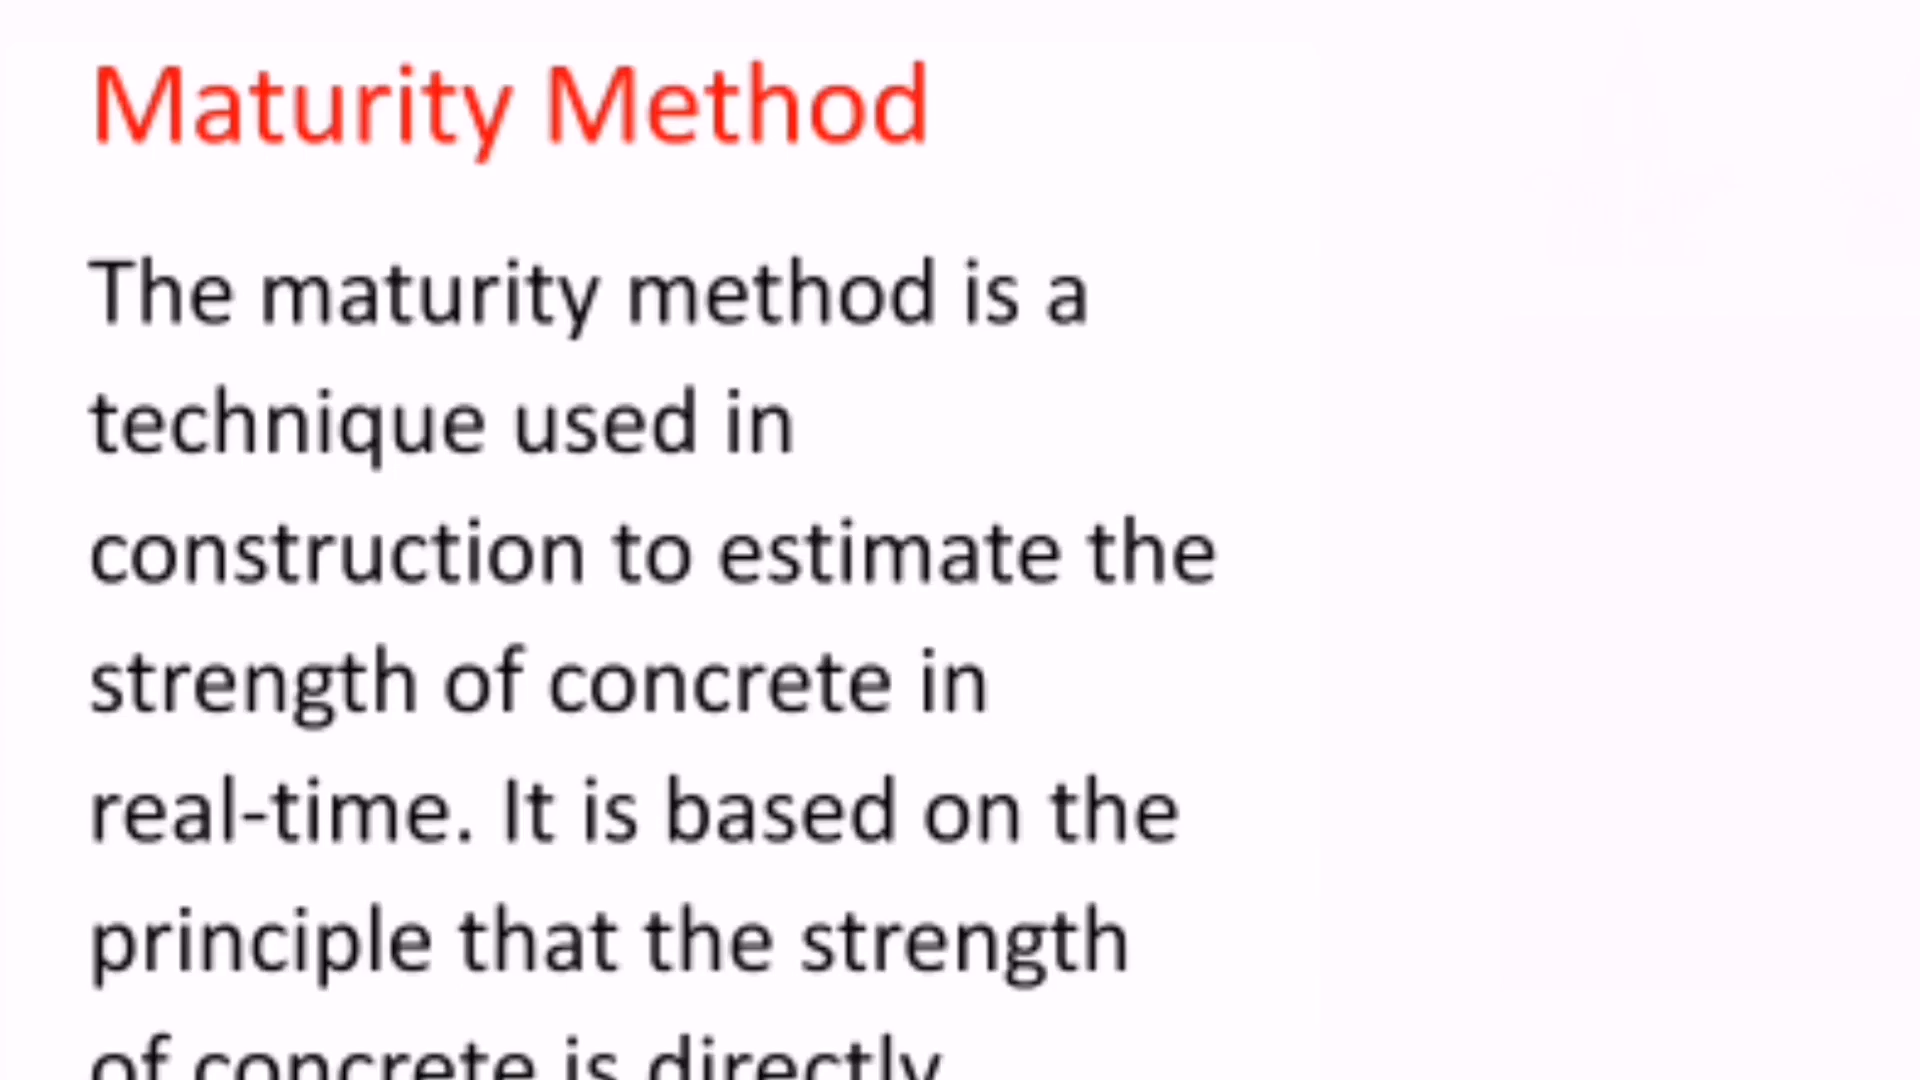 Maturity Method
The maturity method is a
technique used in
construction to estimate the
strength of concrete in
real-time. It is based on the
principle that the strength
of concrete is directly